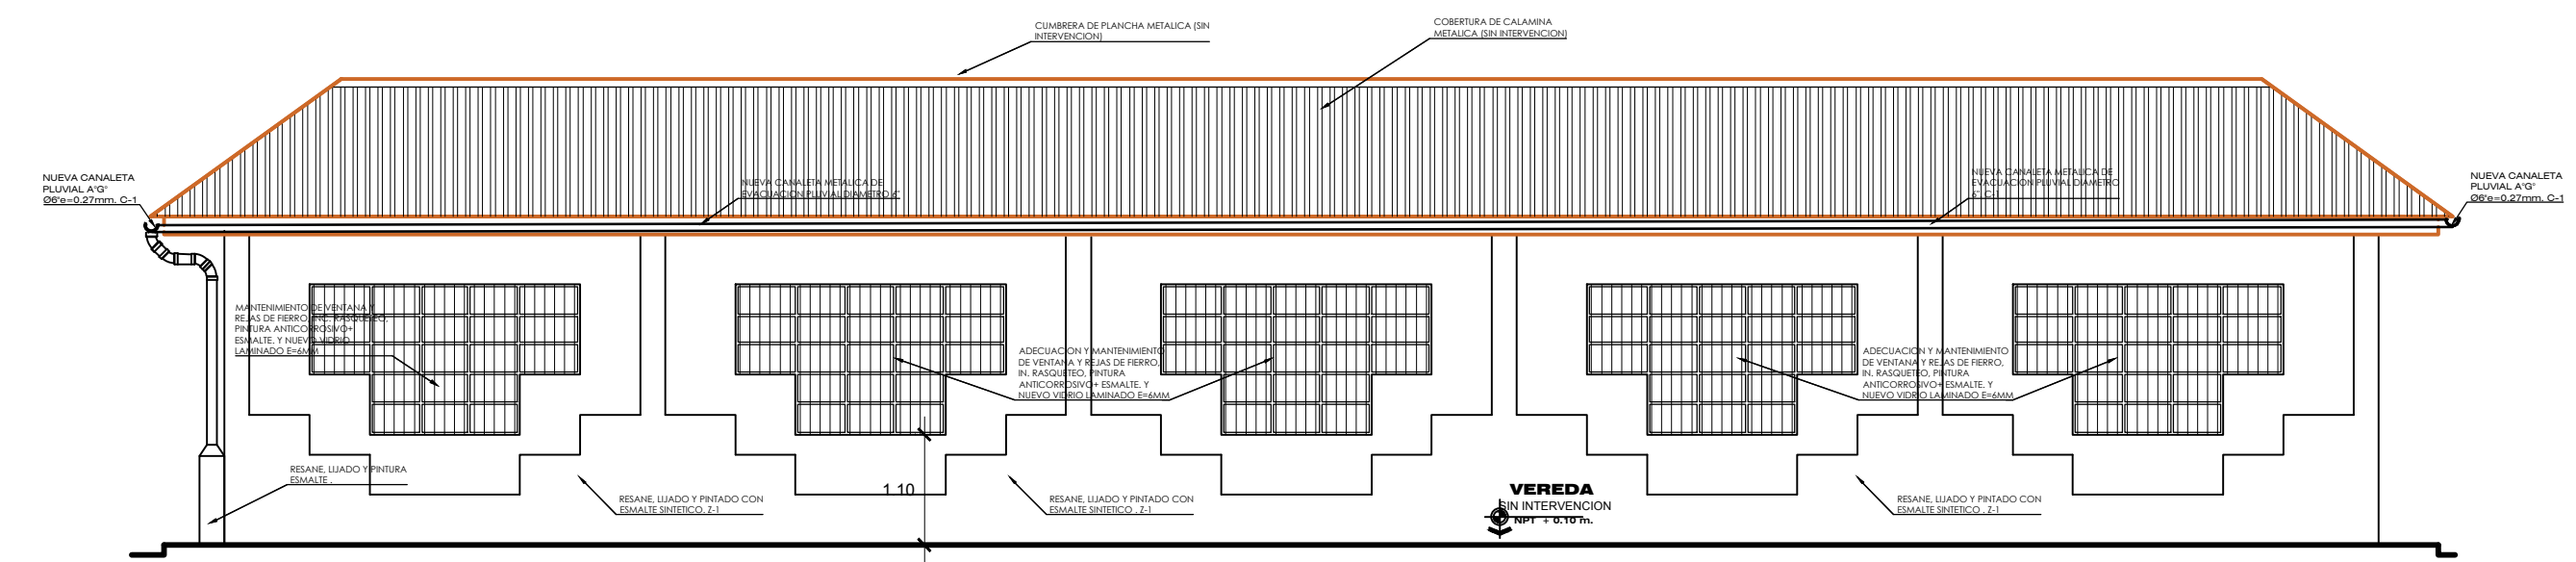 CUMBRERA DE PLANCHA METALICA (SIN
INTERVENCION)
COBERTURA DE CALAMINA
METALICA (SIN INTERVENCION)
NUEVA CANALETA
PLUVIAL A°G°
Ø6"e=0.27mm. C-1
NUEVA CANALETA METALICA DE
EVACUACION PLUVIAL DIAMETRO 6"
NUEVA CANALETA METALICA DE
EVACUACION PLUVIAL DIAMETRO
6" C-1
NUEVA CANALETA
PLUVIAL A°G°
Ø6"e=0.27mm. C-1
MANTENIMIENTO DE VENTANA Y
REJAS DE FIERRO, INC. RASQUETEO,
PINTURA ANTICORROSIVO+
ESMALTE. Y NUEVO VIDRIO
LAMINADO E=6MM
ADECUACION Y MANTENIMIENTO
DE VENTANA Y REJAS DE FIERRO,
IN. RASQUETEO, PINTURA
ANTICORROSIVO+ ESMALTE. Y
NUEVO VIDRIO LAMINADO E=6MM
ADECUACION Y MANTENIMIENTO
DE VENTANA Y REJAS DE FIERRO,
IN. RASQUETEO, PINTURA
ANTICORROSIVO+ ESMALTE. Y
NUEVO VIDRIO LAMINADO E=6MM
RESANE, LIJADO Y PINTURA
ESMALTE .
RESANE, LIJADO Y PINTADO CON
ESMALTE SINTETICO. Z-1
1.10
RESANE, LIJADO Y PINTADO CON
ESMALTE SINTETICO . Z-1
VEREDA
SIN INTERVENCION
NPT + 0.10 m.
RESANE, LIJADO Y PINTADO CON
ESMALTE SINTETICO . Z-1